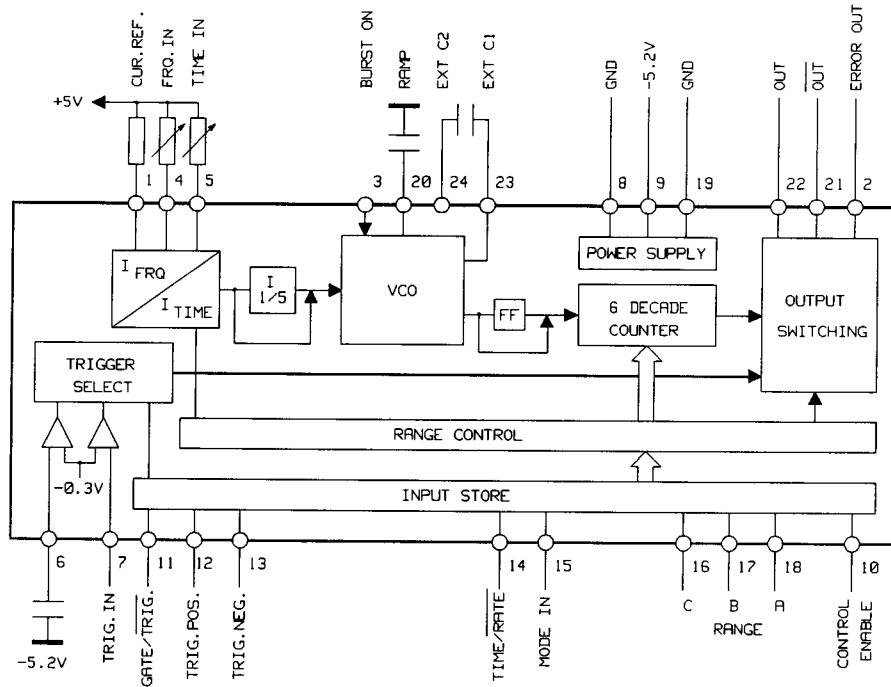 CUR.REF.
FRQ.IN
TIME IN
BURST ON
RAMP
EXT C2
EXT C1
GND
-5.2V
GND
OUT
OUT
ERROR OUT
+5V
1
4
5
3
20
24
23
8
9
19
22
21
2
I FRQ
I TIME
I
1/5
VCO
FF
POWER SUPPLY
6 DECADE
COUNTER
OUTPUT
SWITCHING
TRIGGER
SELECT
RANGE CONTROL
-0.3V
INPUT STORE
6
7
11
12
13
14
15
16
17
18
10
-5.2V
TRIG.IN
GATE/TRIG.
TRIG.POS.
TRIG.NEG.
TIME/RATE
MODE IN
C
B
A
RANGE
CONTROL
ENABLE